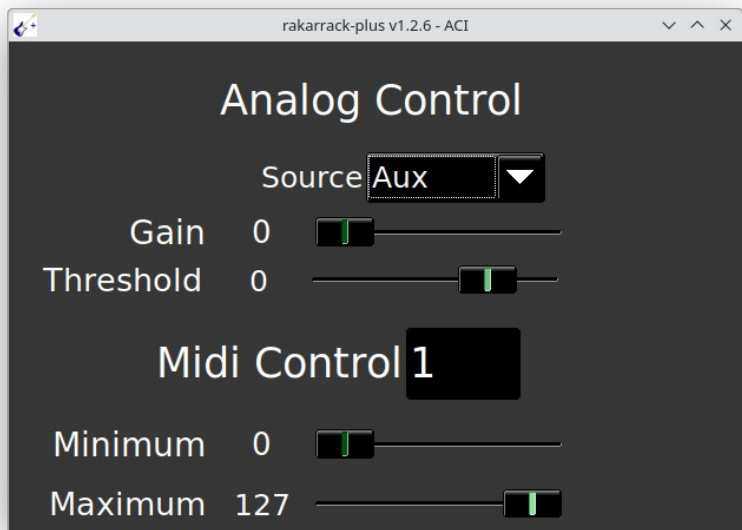 rakarrack-plus v1.2.6 - ACI
Analog Control
Source Aux
Gain 0
Threshold 0
Midi Control 1
Minimum 0
Maximum 127